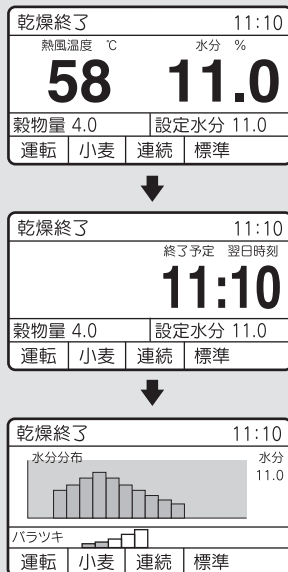 乾燥終了 11:10
熱風温度 ℃ 水分 %
58 11.0
穀物量 4.0 設定水分 11.0
運転 小麦 連続 標準
乾燥終了 11:10
終了予定 翌日時刻
11:10
穀物量 4.0 設定水分 11.0
運転 小麦 連続 標準
乾燥終了 11:10
水分分布 水分
11.0
バラツキ
運転 小麦 連続 標準